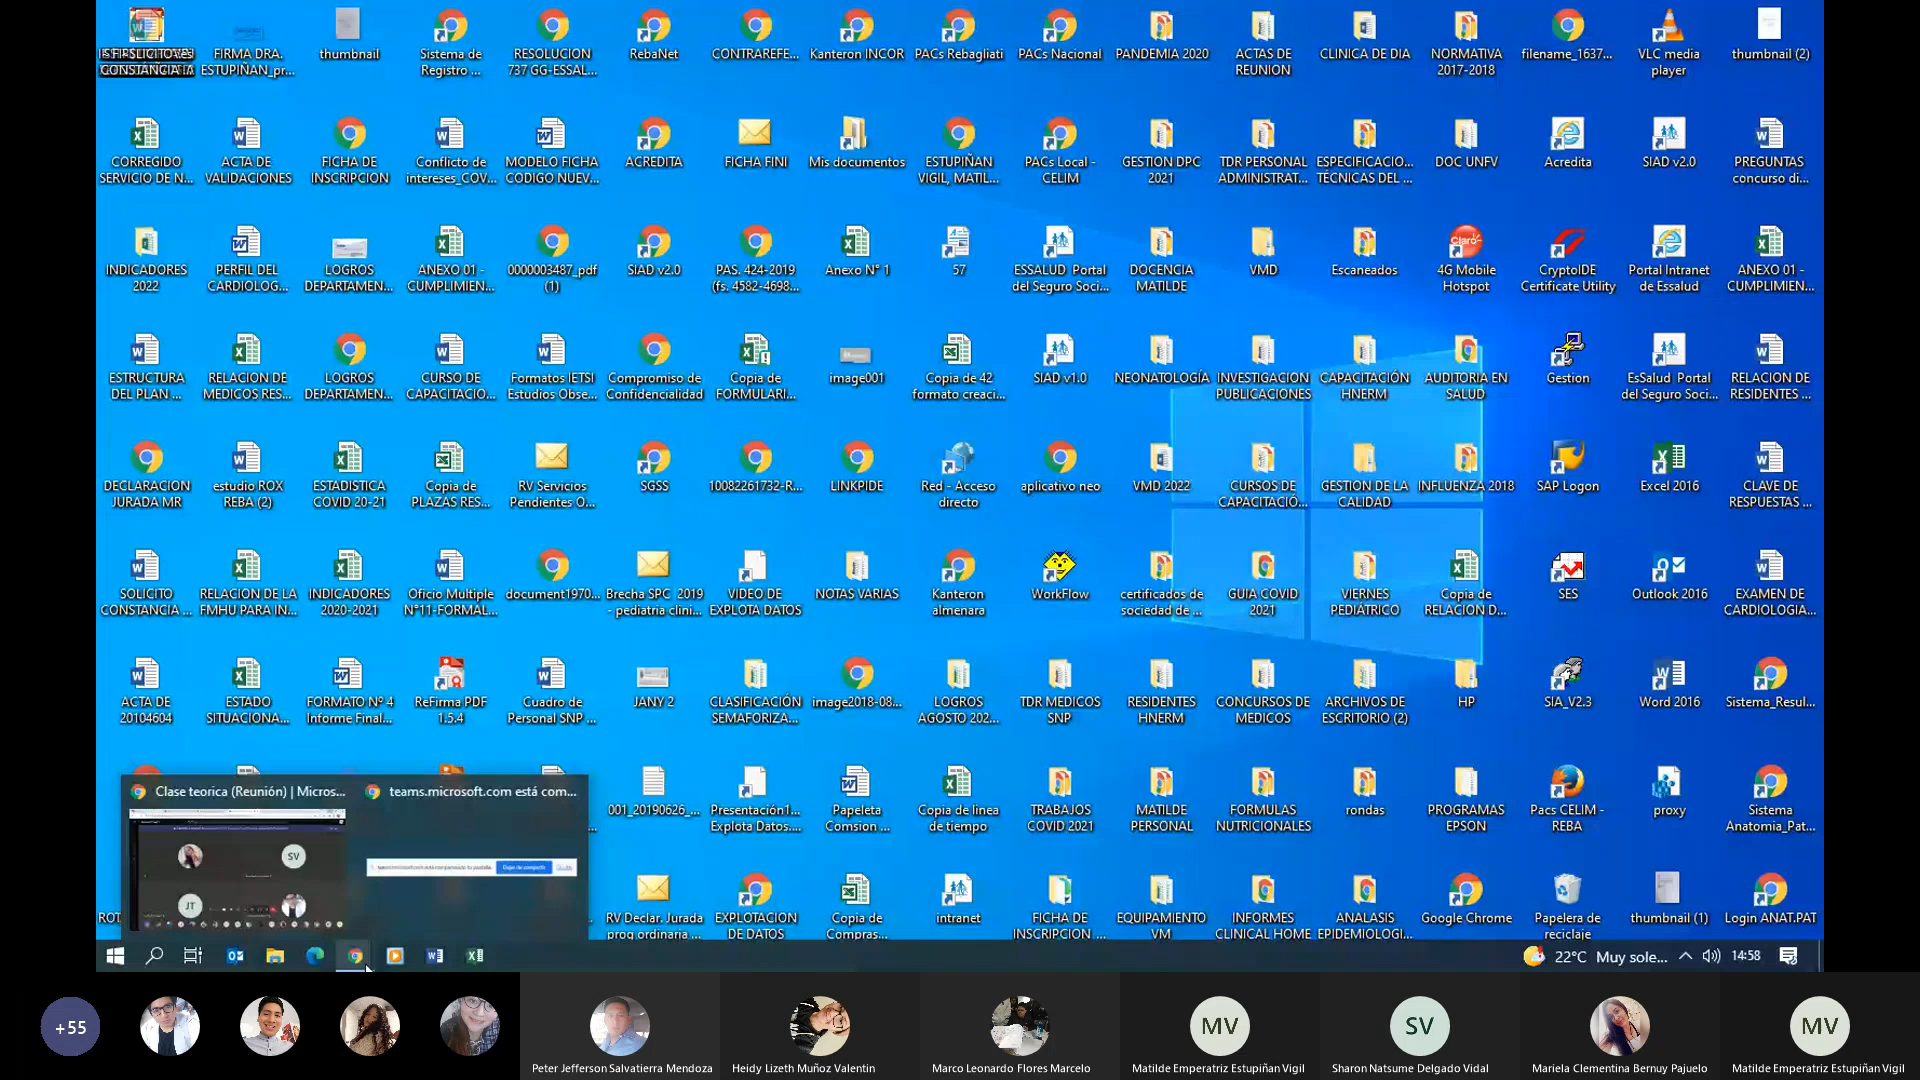 FIRMA DRA.
ESTUPIÑAN_pr...
thumbnail
Sistema de
Registro ...
RESOLUCION
737 GG-ESSAL...
RebaNet
CONTRAREFE...
Kanteron INCOR
PACs Rebagliati
PACs Nacional
PANDEMIA 2020
ACTAS DE
REUNION
CLINICA DE DIA
NORMATIVA
2017-2018
filename_1637...
VLC media
player
thumbnail (2)
CORREGIDO
SERVICIO DE N...
ACTA DE
VALIDACIONES
FICHA DE
INSCRIPCION
Conflicto de
intereses_COV...
MODELO FICHA
CODIGO NUEV...
ACREDITA
FICHA FINI
Mis documentos
ESTUPIÑAN
VIGIL, MATIL...
PACs Local -
CELIM
GESTION DPC
2021
TDR PERSONAL
ADMINISTRAT...
ESPECIFICACIO...
TÉCNICAS DEL ...
DOC UNFV
Acredita
SIAD v2.0
PREGUNTAS
concurso di...
INDICADORES
2022
PERFIL DEL
CARDIOLOG...
LOGROS
DEPARTAMEN...
ANEXO 01 -
CUMPLIMIEN...
0000003487_pdf
(1)
SIAD v2.0
PAS. 424-2019
(fs. 4582-4698...
Anexo N° 1
57
ESSALUD Portal
del Seguro Soci...
DOCENCIA
MATILDE
VMD
Escaneados
4G Mobile
Hotspot
CryptoIDE
Certificate Utility
Portal Intranet
de Essalud
ANEXO 01 -
CUMPLIMIEN...
ESTRUCTURA
DEL PLAN ...
RELACION DE
MEDICOS RES...
LOGROS
DEPARTAMEN...
CURSO DE
CAPACITACIO...
Formatos IETSI
Estudios Obse...
Compromiso de
Confidencialidad
Copia de
FORMULARI...
image001
Copia de 42
formato creaci...
SIAD v1.0
NEONATOLOGÍA
INVESTIGACION
PUBLICACIONES
CAPACITACIÓN
HNERM
AUDITORIA EN
SALUD
Gestion
EsSalud Portal
del Seguro Soci...
RELACION DE
RESIDENTES ...
DECLARACION
JURADA MR
estudio ROX
REBA (2)
ESTADISTICA
COVID 20-21
Copia de
PLAZAS RES...
RV Servicios
Pendientes O...
SGSS
10082261732-R...
LINKPIDE
Red - Acceso
directo
aplicativo neo
VMD 2022
CURSOS DE
CAPACITACIÓ...
GESTION DE LA
CALIDAD
INFLUENZA 2018
SAP Logon
Excel 2016
CLAVE DE
RESPUESTAS ...
SOLICITO
CONSTANCIA ...
RELACION DE LA
FMHU PARA IN...
INDICADORES
2020-2021
Oficio Multiple
N°11-FORMAL...
document1970...
Brecha SPC 2019
- pediatria clini...
VIDEO DE
EXPLOTA DATOS
NOTAS VARIAS
Kanteron
almenara
WorkFlow
certificados de
sociedad de ...
GUIA COVID
2021
VIERNES
PEDIÁTRICO
Copia de
RELACION D...
SES
Outlook 2016
EXAMEN DE
CARDIOLOGIA...
ACTA DE
20104604
ESTADO
SITUACIONA...
FORMATO Nº 4
Informe Final...
ReFirma PDF
1.5.4
Cuadro de
Personal SNP ...
JANY 2
CLASIFICACIÓN
SEMAFORIZA...
image2018-08...
LOGROS
AGOSTO 202...
TDR MEDICOS
SNP
RESIDENTES
HNERM
CONCURSOS DE
MEDICOS
ARCHIVOS DE
ESCRITORIO (2)
HP
SIA_V2.3
Word 2016
Sistema_Resul...
Clase teorica (Reunión) | Micros...
teams.microsoft.com está com...
SV
JT
001_20190626_...
Presentación1...
Explota Datos....
Papeleta
Comsion ...
Copia de linea
de tiempo
TRABAJOS
COVID 2021
MATILDE
PERSONAL
FORMULAS
NUTRICIONALES
rondas
PROGRAMAS
EPSON
Pacs CELIM -
REBA
proxy
Sistema
Anatomia_Pat...
RV Declar. Jurada
prog ordinaria ...
EXPLOTACION
DE DATOS
Copia de
Compras...
intranet
FICHA DE
INSCRIPCION ...
EQUIPAMIENTO
VM
INFORMES
CLINICAL HOME
ANALASIS
EPIDEMIOLOGI...
Google Chrome
Papelera de
reciclaje
thumbnail (1)
Login ANAT.PAT
22°C Muy sole...
14:58
+55
MV
SV
MV
Peter Jefferson Salvatierra Mendoza
Heidy Lizeth Muñoz Valentin
Marco Leonardo Flores Marcelo
Matilde Emperatriz Estupiñan Vigil
Sharon Natsume Delgado Vidal
Mariela Clementina Bernuy Pajuelo
Matilde Emperatriz Estupiñan Vigil